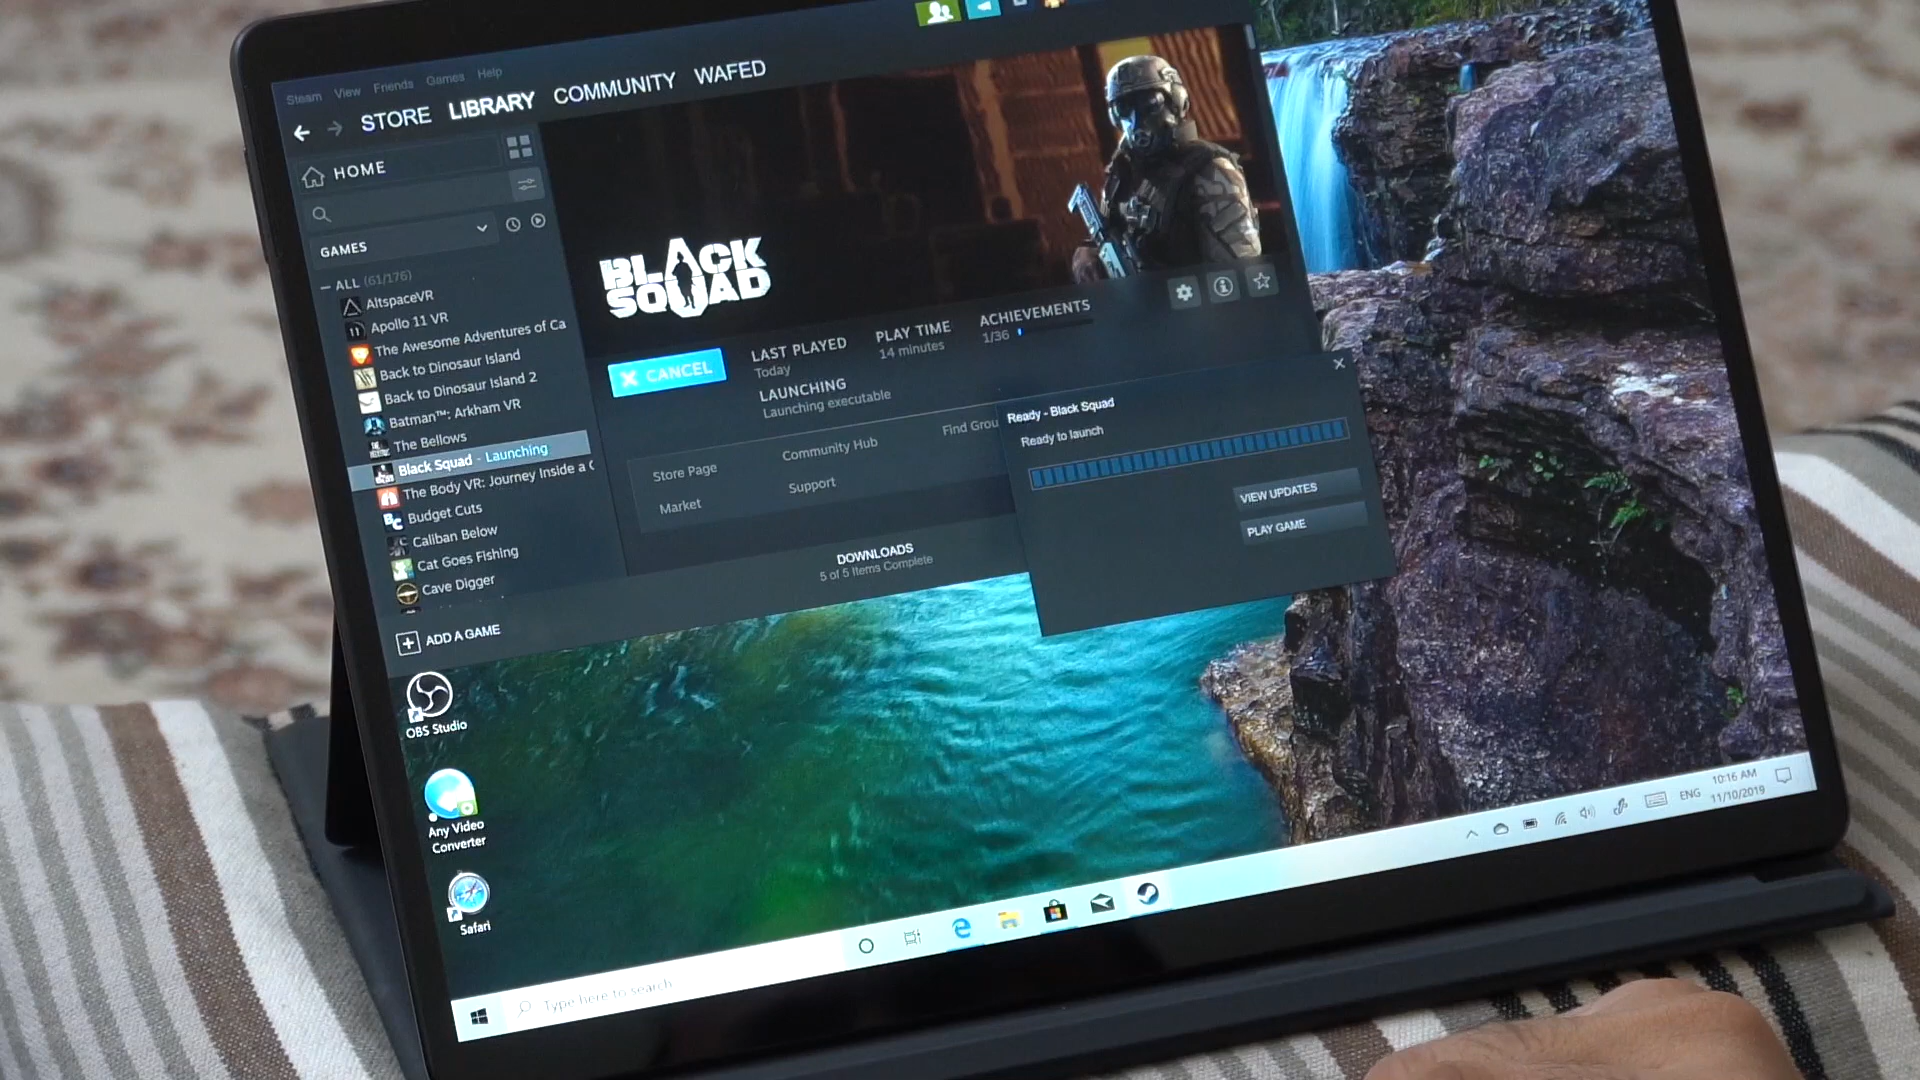 Steam View Friends Games Help
STORE LIBRARY COMMUNITY WAFED
HOME
GAMES
ALL (61/176)
AltspaceVR
Apollo 11 VR
The Awesome Adventures of Ca
Back to Dinosaur Island
Back to Dinosaur Island 2
Batman™: Arkham VR
The Bellows
Black Squad - Launching
The Body VR: Journey Inside a C
Budget Cuts
Caliban Below
Cat Goes Fishing
Cave Digger
ADD A GAME
BLACK
SQUAD
CANCEL
LAST PLAYED
Today
PLAY TIME
14 minutes
ACHIEVEMENTS
1/36
LAUNCHING
Launching executable
Store Page
Community Hub
Find Grou
Market
Support
DOWNLOADS
5 of 5 Items Complete
Ready - Black Squad
Ready to launch
VIEW UPDATES
PLAY GAME
OBS Studio
Any Video
Converter
Safari
Type here to search
ENG
10:16 AM
11/10/2019